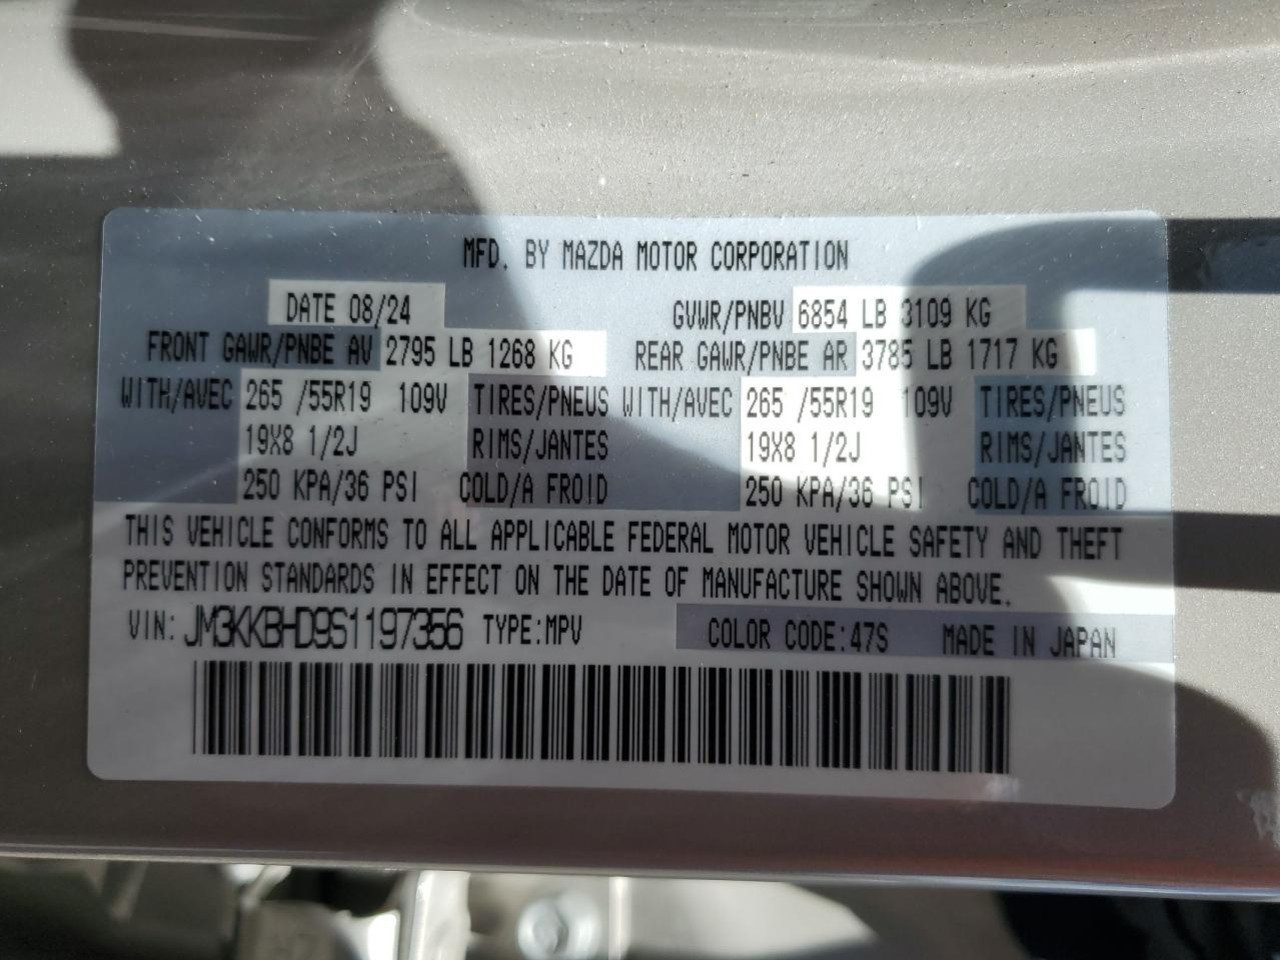 MFD. BY MAZDA MOTOR CORPORATION
DATE 08/24 GVWR/PNBV 6854 LB 3109 KG
FRONT GAWR/PNBE AV 2795 LB 1268 KG REAR GAWR/PNBE AR 3785 LB 1717 KG
WITH/AVEC 265 /55R19 109V TIRES/PNEUS WITH/AVEC 265 /55R19 109V TIRES/PNEUS
19X8 1/2J RIMS/JANTES 19X8 1/2J RIMS/JANTES
250 KPA/36 PSI COLD/A FROID 250 KPA/36 PSI COLD/A FROID
THIS VEHICLE CONFORMS TO ALL APPLICABLE FEDERAL MOTOR VEHICLE SAFETY AND THEFT
PREVENTION STANDARDS IN EFFECT ON THE DATE OF MANUFACTURE SHOWN ABOVE.
VIN: JM3KKBHD9S1197356 TYPE:MPV COLOR CODE:47S MADE IN JAPAN